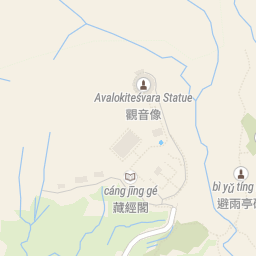 Avalokiteśvara Statue
觀音像
cáng jīng gé
藏經閣
bì yǔ tíng
避雨亭